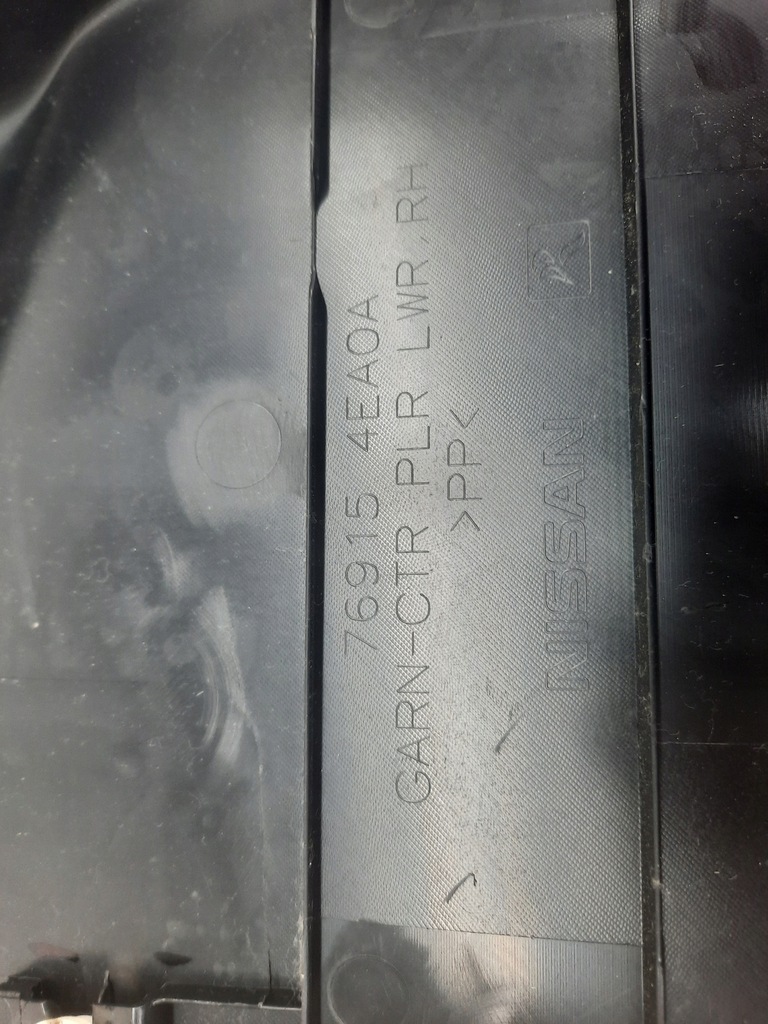 76915 4EA0A
GARN-CTR PLR LWR,RH
>PP<
NISSAN